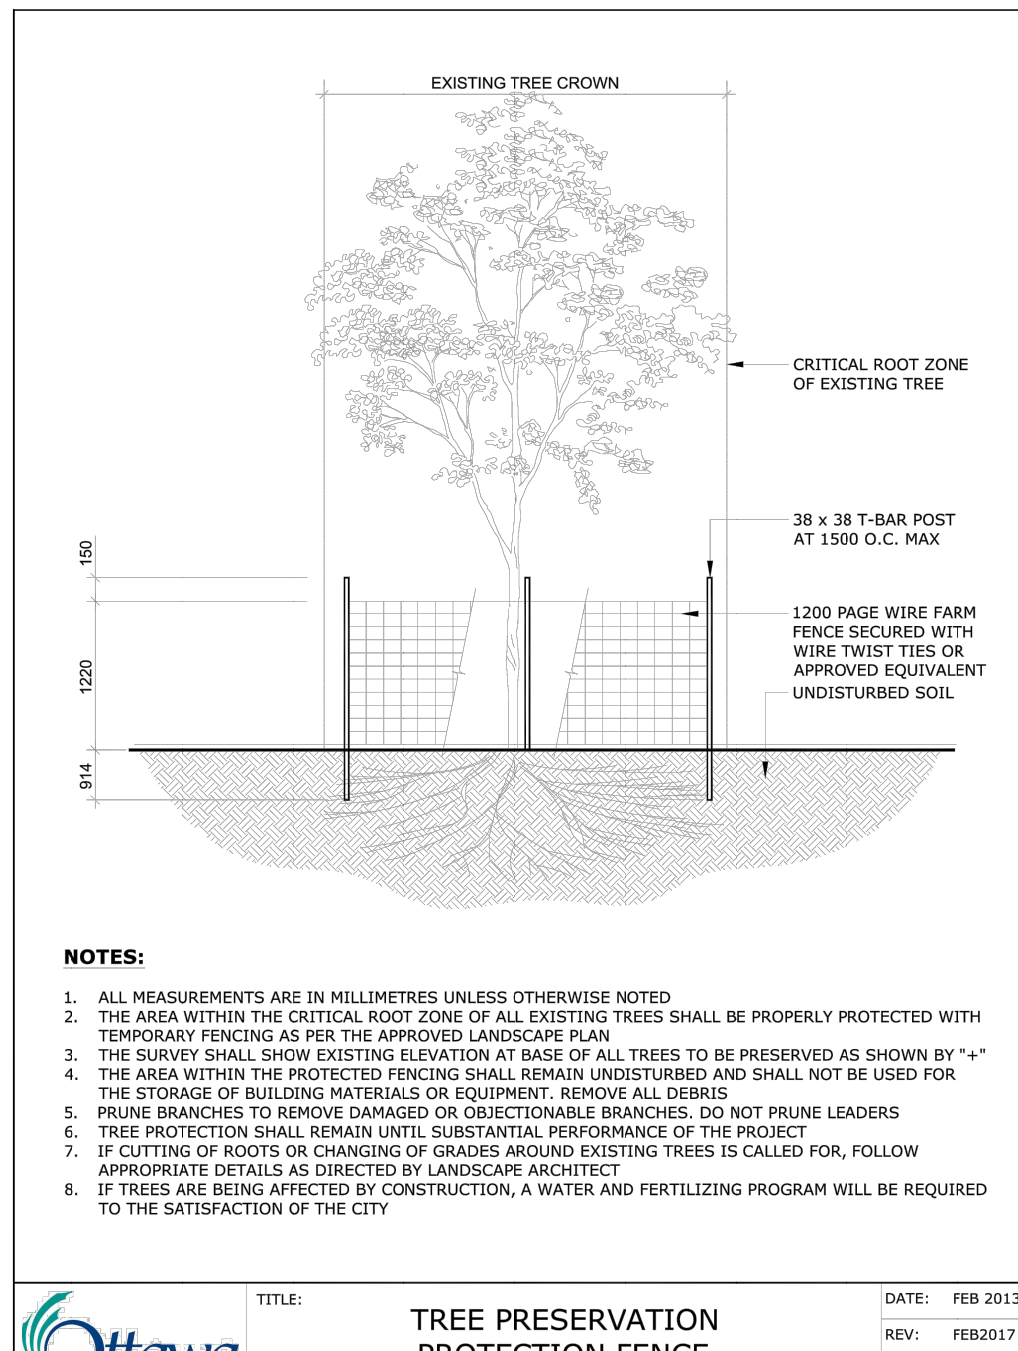 EXISTING TREE CROWN
CRITICAL ROOT ZONE
OF EXISTING TREE
38 x 38 T-BAR POST
AT 1500 O.C. MAX
150
1200 PAGE WIRE FARM
FENCE SECURED WITH
WIRE TWIST TIES OR
APPROVED EQUIVALENT
UNDISTURBED SOIL
1220
914
NOTES:
1. ALL MEASUREMENTS ARE IN MILLIMETRES UNLESS OTHERWISE NOTED
2. THE AREA WITHIN THE CRITICAL ROOT ZONE OF ALL EXISTING TREES SHALL BE PROPERLY PROTECTED WITH
TEMPORARY FENCING AS PER THE APPROVED LANDSCAPE PLAN
3. THE SURVEY SHALL SHOW EXISTING ELEVATION AT BASE OF ALL TREES TO BE PRESERVED AS SHOWN BY "+"
4. THE AREA WITHIN THE PROTECTED FENCING SHALL REMAIN UNDISTURBED AND SHALL NOT BE USED FOR
THE STORAGE OF BUILDING MATERIALS OR EQUIPMENT. REMOVE ALL DEBRIS
5. PRUNE BRANCHES TO REMOVE DAMAGED OR OBJECTIONABLE BRANCHES. DO NOT PRUNE LEADERS
6. TREE PROTECTION SHALL REMAIN UNTIL SUBSTANTIAL PERFORMANCE OF THE PROJECT
7. IF CUTTING OF ROOTS OR CHANGING OF GRADES AROUND EXISTING TREES IS CALLED FOR, FOLLOW
APPROPRIATE DETAILS AS DIRECTED BY LANDSCAPE ARCHITECT
8. IF TREES ARE BEING AFFECTED BY CONSTRUCTION, A WATER AND FERTILIZING PROGRAM WILL BE REQUIRED
TO THE SATISFACTION OF THE CITY
Ottawa
TITLE:
TREE PRESERVATION
PROTECTION FENCE
DATE: FEB 2013
REV: FEB2017